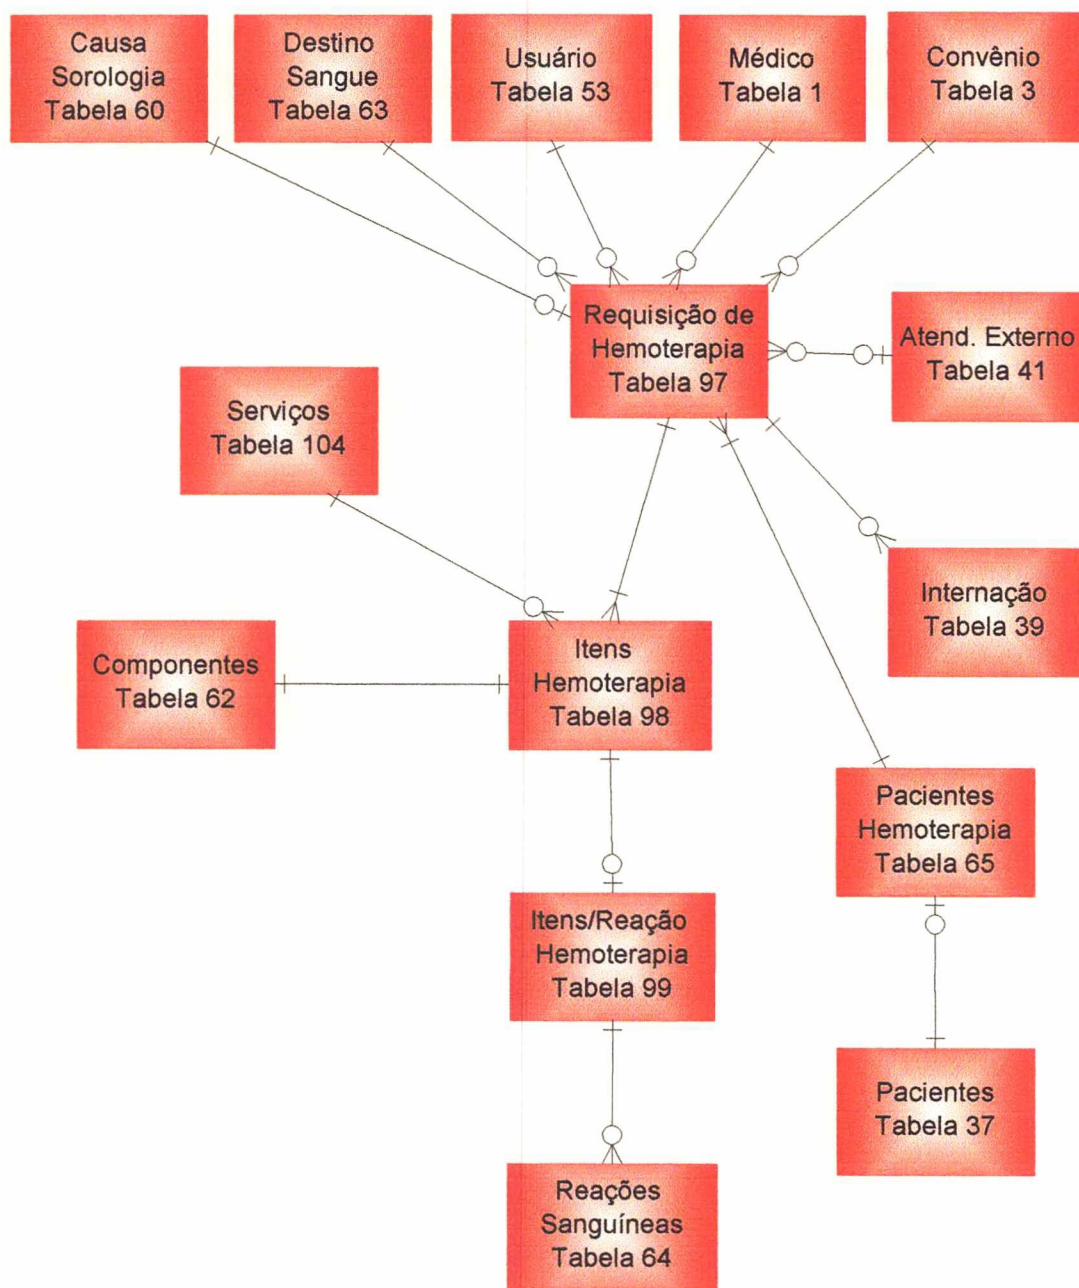 Causa
Sorologia
Tabela 60
Destino
Sangue
Tabela 63
Usuário
Tabela 53
Médico
Tabela 1
Convênio
Tabela 3
Requisição de
Hemoterapia
Tabela 97
Atend. Externo
Tabela 41
Serviços
Tabela 104
Internação
Tabela 39
Componentes
Tabela 62
Itens
Hemoterapia
Tabela 98
Pacientes
Hemoterapia
Tabela 65
Itens/Reação
Hemoterapia
Tabela 99
Pacientes
Tabela 37
Reações
Sanguíneas
Tabela 64